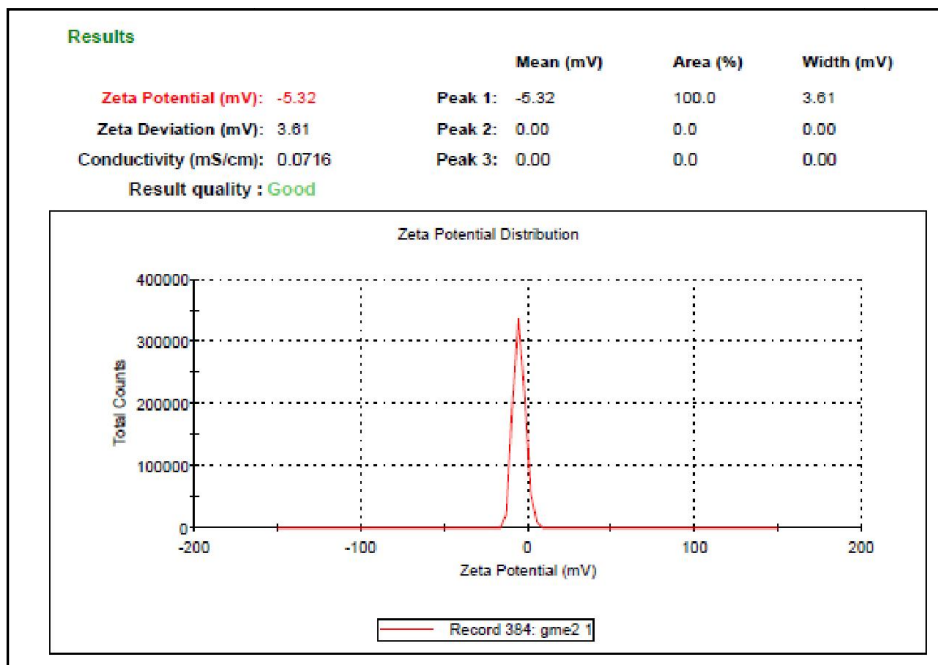 Results
Mean (mV) Area (%) Width (mV)
Zeta Potential (mV): -5.32 Peak 1: -5.32 100.0 3.61
Zeta Deviation (mV): 3.61 Peak 2: 0.00 0.0 0.00
Conductivity (mS/cm): 0.0716 Peak 3: 0.00 0.0 0.00
Result quality : Good
Zeta Potential Distribution
400000
300000
200000
100000
0
Total Counts
-200 -100 0 100 200
Zeta Potential (mV)
Record 384: gme2 1